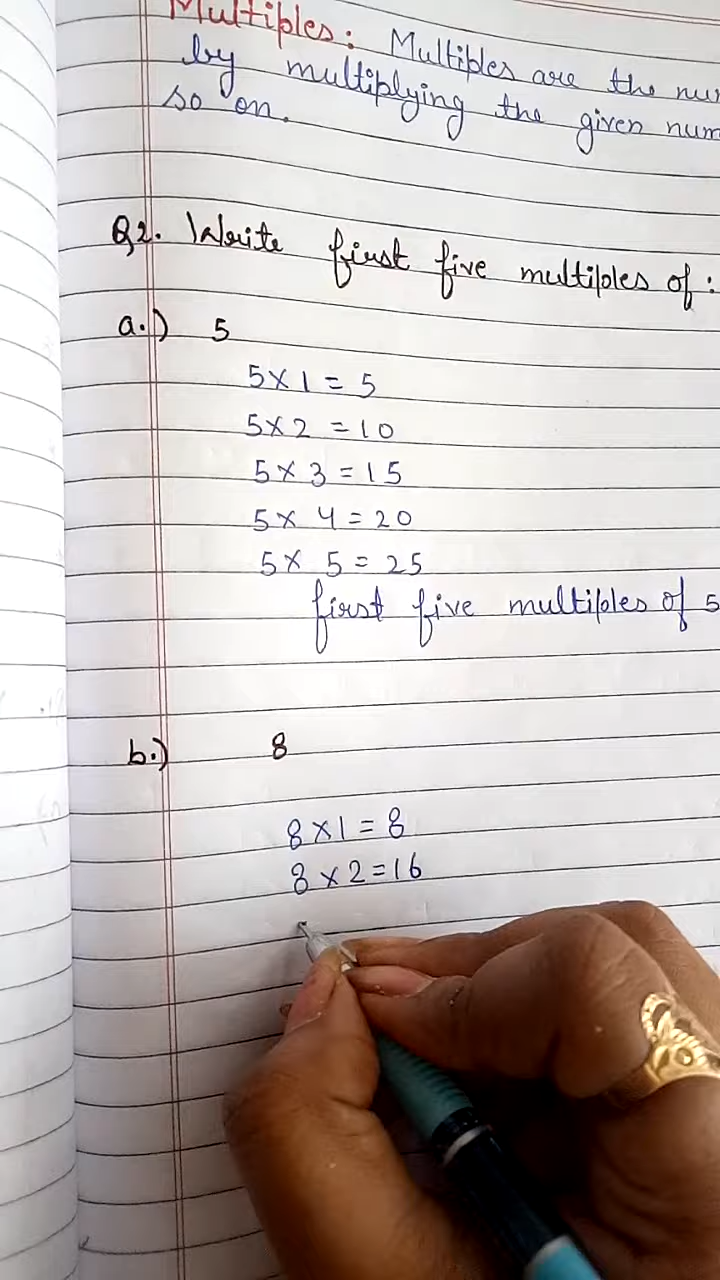 Multiples: Multiples are the
by multiplying the given
so on.
Q2. Write first five multiples of :
a.) 5
5 × 1 = 5
5 × 2 = 10
5 × 3 = 15
5 × 4 = 20
5 × 5 = 25
first five multiples of 5
b.) 8
8 × 1 = 8
8 × 2 = 16